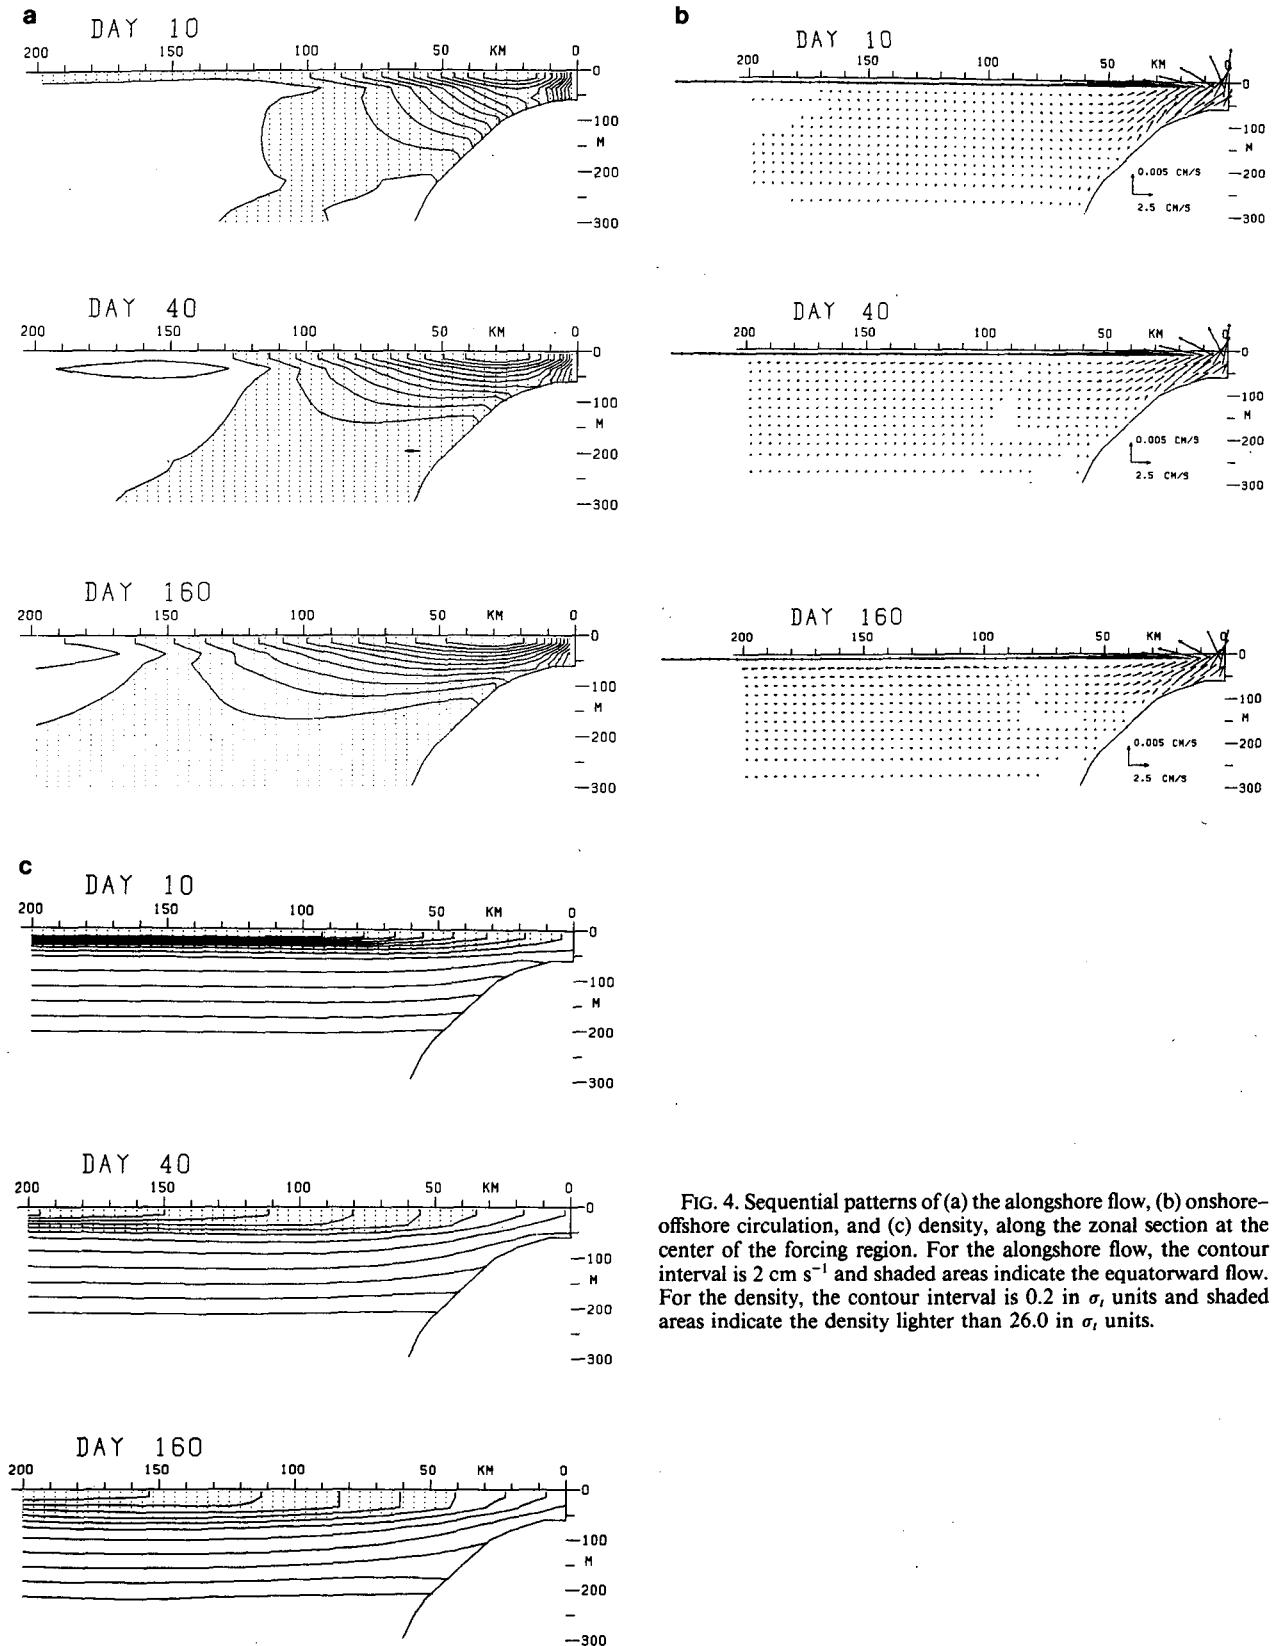 a
DAY 10
200 150 100 KM 50 0
0
100
M
200
300
DAY 40
200 150 100 50 KM 0
0
100
M
200
300
DAY 160
200 150 100 50 KM 0
0
100
M
200
300
b
DAY 10
200 150 100 50 KM 0
0
100
M
200
300
0.005 CM/S
2.5 CM/S
DAY 40
200 150 100 50 KM 0
0
100
M
200
300
0.005 CM/S
2.5 CM/S
DAY 160
200 150 100 50 KM 0
0
100
M
200
300
0.005 CM/S
2.5 CM/S
c
DAY 10
200 150 100 50 KM 0
0
100
M
200
300
DAY 40
200 150 100 50 KM 0
0
100
M
200
300
DAY 160
200 150 100 50 KM 0
0
100
M
200
300
FIG. 4. Sequential patterns of (a) the alongshore flow, (b) onshore–
offshore circulation, and (c) density, along the zonal section at the
center of the forcing region. For the alongshore flow, the contour
interval is 2 cm s⁻¹ and shaded areas indicate the equatorward flow.
For the density, the contour interval is 0.2 in σₜ units and shaded
areas indicate the density lighter than 26.0 in σₜ units.